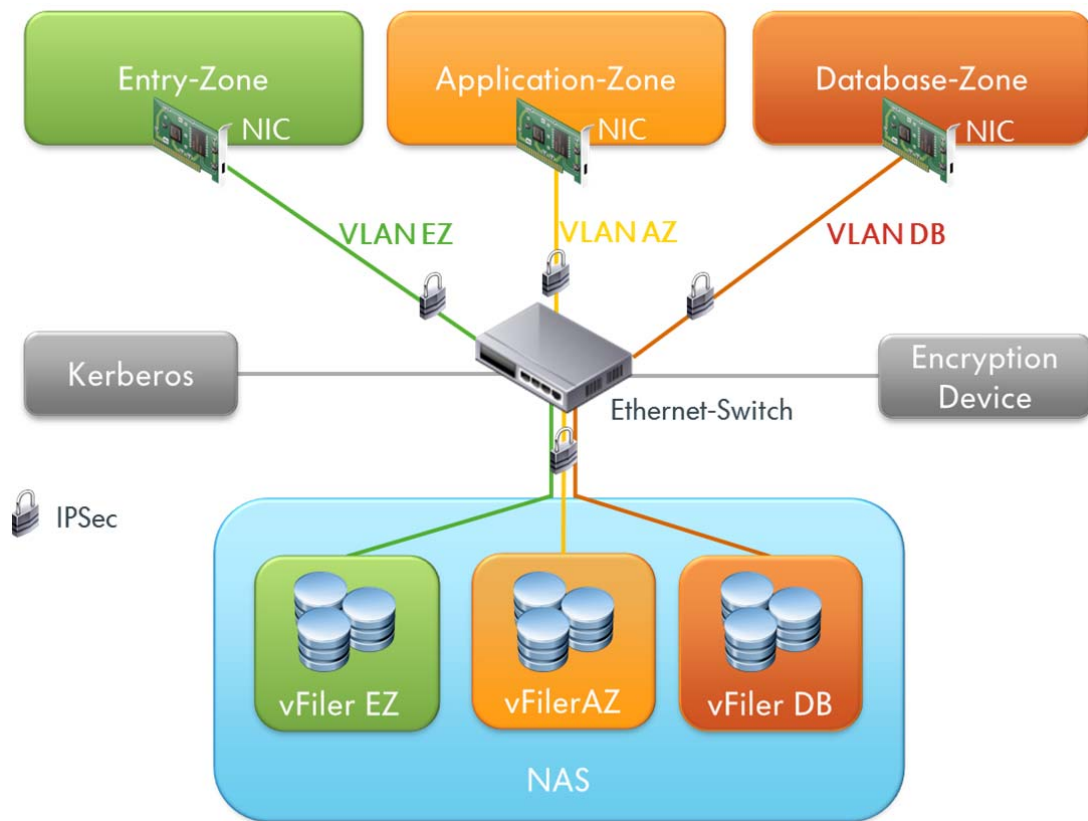 Entry-Zone
NIC
Application-Zone
NIC
Database-Zone
NIC
VLAN EZ
VLAN AZ
VLAN DB
Kerberos
Encryption
Device
Ethernet-Switch
IPSec
vFiler EZ
vFilerAZ
vFiler DB
NAS